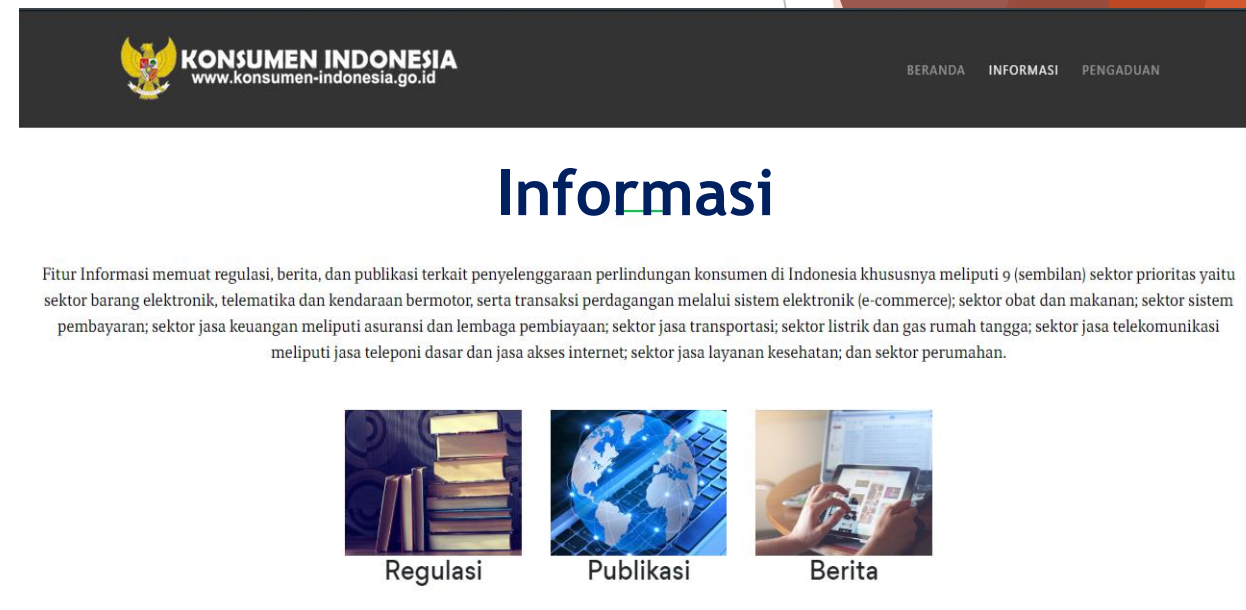 KONSUMEN INDONESIA
www.konsumen-indonesia.go.id
BERANDA INFORMASI PENGADUAN
Informasi
Fitur Informasi memuat regulasi, berita, dan publikasi terkait penyelenggaraan perlindungan konsumen di Indonesia khususnya meliputi 9 (sembilan) sektor prioritas yaitu
sektor barang elektronik, telematika dan kendaraan bermotor, serta transaksi perdagangan melalui sistem elektronik (e-commerce); sektor obat dan makanan; sektor sistem
pembayaran; sektor jasa keuangan meliputi asuransi dan lembaga pembiayaan; sektor jasa transportasi; sektor listrik dan gas rumah tangga; sektor jasa telekomunikasi
meliputi jasa teleponi dasar dan jasa akses internet; sektor jasa layanan kesehatan; dan sektor perumahan.
Regulasi Publikasi Berita